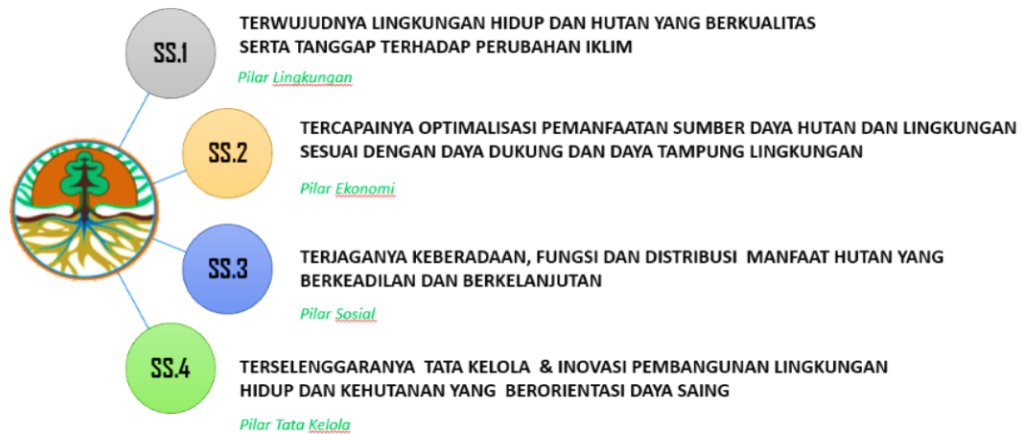 SS.1
TERWUJUDNYA LINGKUNGAN HIDUP DAN HUTAN YANG BERKUALITAS
SERTA TANGGAP TERHADAP PERUBAHAN IKLIM
Pilar Lingkungan
SS.2
TERCAPAINYA OPTIMALISASI PEMANFAATAN SUMBER DAYA HUTAN DAN LINGKUNGAN
SESUAI DENGAN DAYA DUKUNG DAN DAYA TAMPUNG LINGKUNGAN
Pilar Ekonomi
SS.3
TERJAGANYA KEBERADAAN, FUNGSI DAN DISTRIBUSI MANFAAT HUTAN YANG
BERKEADILAN DAN BERKELANJUTAN
Pilar Sosial
SS.4
TERSELENGGARANYA TATA KELOLA & INOVASI PEMBANGUNAN LINGKUNGAN
HIDUP DAN KEHUTANAN YANG BERORIENTASI DAYA SAING
Pilar Tata Kelola